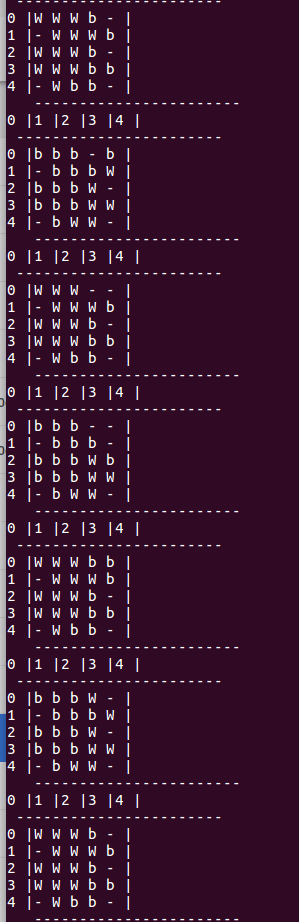 ----------------------
0 |W W W b - |
1 |- W W W b |
2 |W W W b - |
3 |W W W b b |
4 |- W b b - |
----------------------
0 |1 |2 |3 |4 |
----------------------
0 |b b b - b |
1 |- b b b W |
2 |b b b W - |
3 |b b b W W |
4 |- b W W - |
----------------------
0 |1 |2 |3 |4 |
----------------------
0 |W W W - - |
1 |- W W W b |
2 |W W W b - |
3 |W W W b b |
4 |- W b b - |
----------------------
0 |1 |2 |3 |4 |
----------------------
0 |b b b - - |
1 |- b b b - |
2 |b b b W b |
3 |b b b W W |
4 |- b W W - |
----------------------
0 |1 |2 |3 |4 |
----------------------
0 |W W W b b |
1 |- W W W b |
2 |W W W b - |
3 |W W W b b |
4 |- W b b - |
----------------------
0 |1 |2 |3 |4 |
----------------------
0 |b b b W - |
1 |- b b b W |
2 |b b b W - |
3 |b b b W W |
4 |- b W W - |
----------------------
0 |1 |2 |3 |4 |
----------------------
0 |W W W b - |
1 |- W W W b |
2 |W W W b - |
3 |W W W b b |
4 |- W b b - |
----------------------